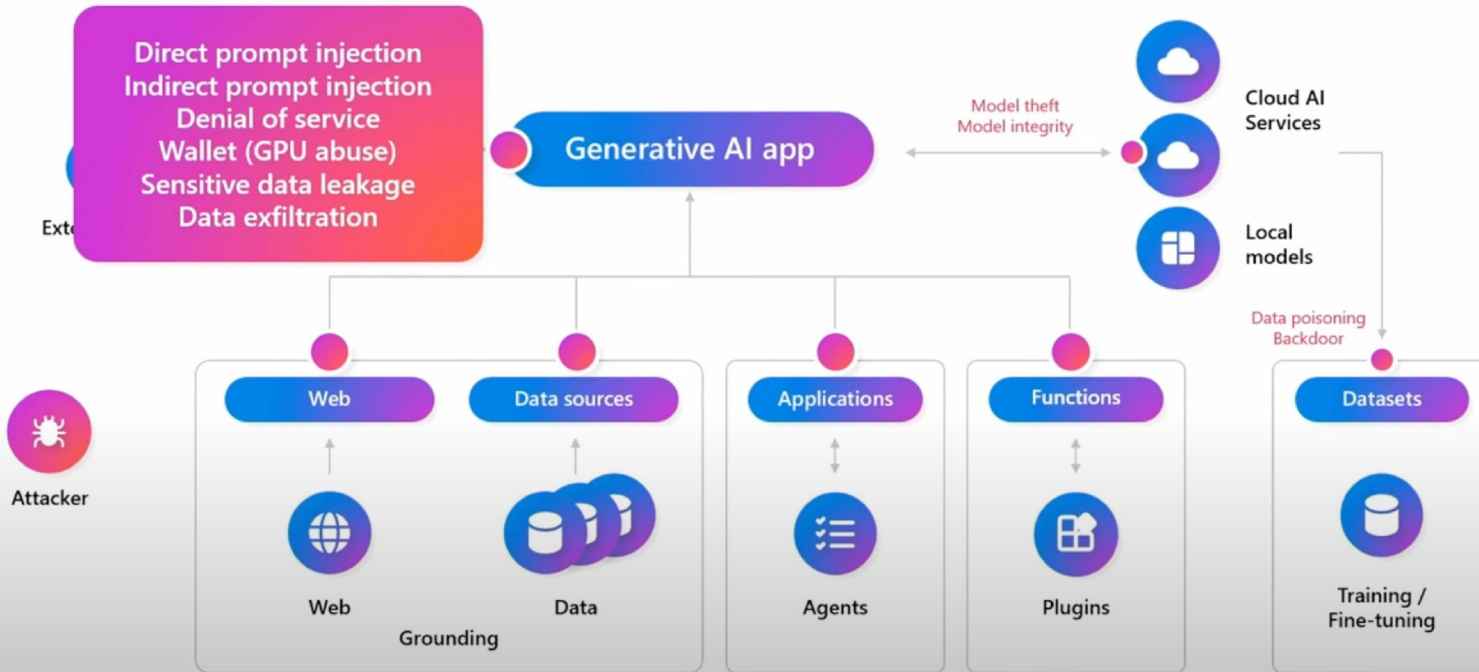 Direct prompt injection
Indirect prompt injection
Denial of service
Wallet (GPU abuse)
Sensitive data leakage
Data exfiltration
Generative AI app
Model theft
Model integrity
Cloud AI
Services
Local
models
Data poisoning
Backdoor
Web
Data sources
Applications
Functions
Datasets
Attacker
Web
Data
Agents
Plugins
Training /
Fine-tuning
Grounding